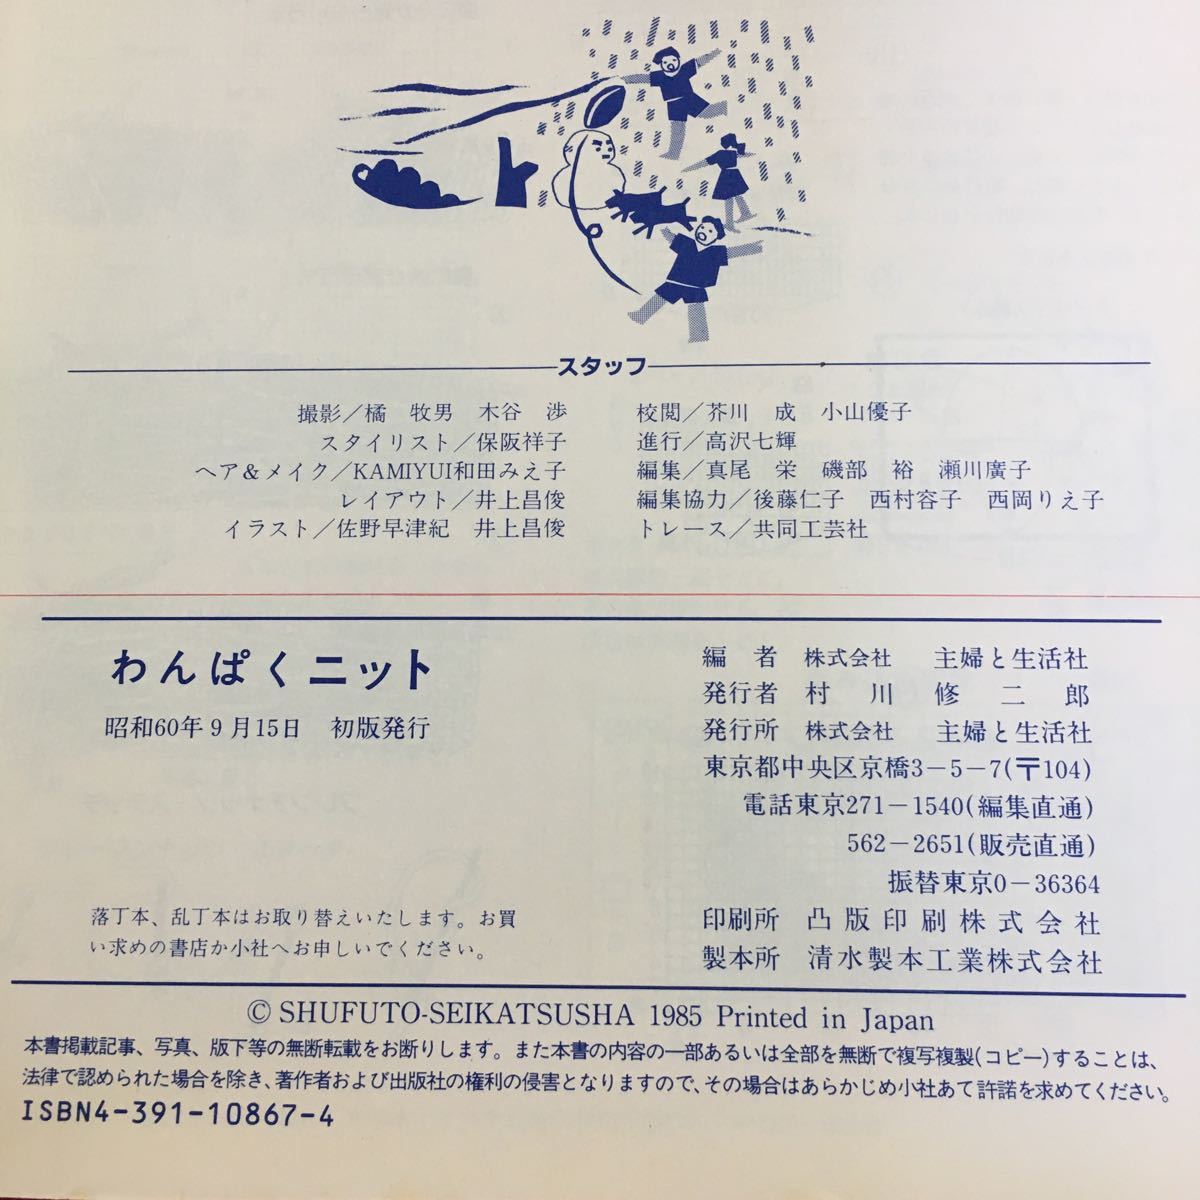 スタッフ
撮影／橘　牧男　木谷　渉
スタイリスト／保阪祥子
ヘア＆メイク／KAMIYUI和田みえ子
レイアウト／井上昌俊
イラスト／佐野早津紀　井上昌俊
校閲／芥川　成　小山優子
進行／高沢七輝
編集／真尾　栄　磯部　裕　瀬川廣子
編集協力／後藤仁子　西村容子　西岡りえ子
トレース／共同工芸社
わんぱくニット
昭和60年9月15日　初版発行
落丁本、乱丁本はお取り替えいたします。お買
い求めの書店か小社へお申しいでください。
編　者　株式会社　主婦と生活社
発行者　村川修二郎
発行所　株式会社　主婦と生活社
東京都中央区京橋3－5－7(〒104)
電話東京271－1540(編集直通)
562－2651(販売直通)
振替東京0－36364
印刷所　凸版印刷株式会社
製本所　清水製本工業株式会社
© SHUFUTO-SEIKATSUSHA 1985 Printed in Japan
本書掲載記事、写真、版下等の無断転載をお断りします。また本書の内容の一部あるいは全部を無断で複写複製(コピー)することは、
法律で認められた場合を除き、著作者および出版社の権利の侵害となりますので、その場合はあらかじめ小社あて許諾を求めてください。
ISBN4-391-10867-4